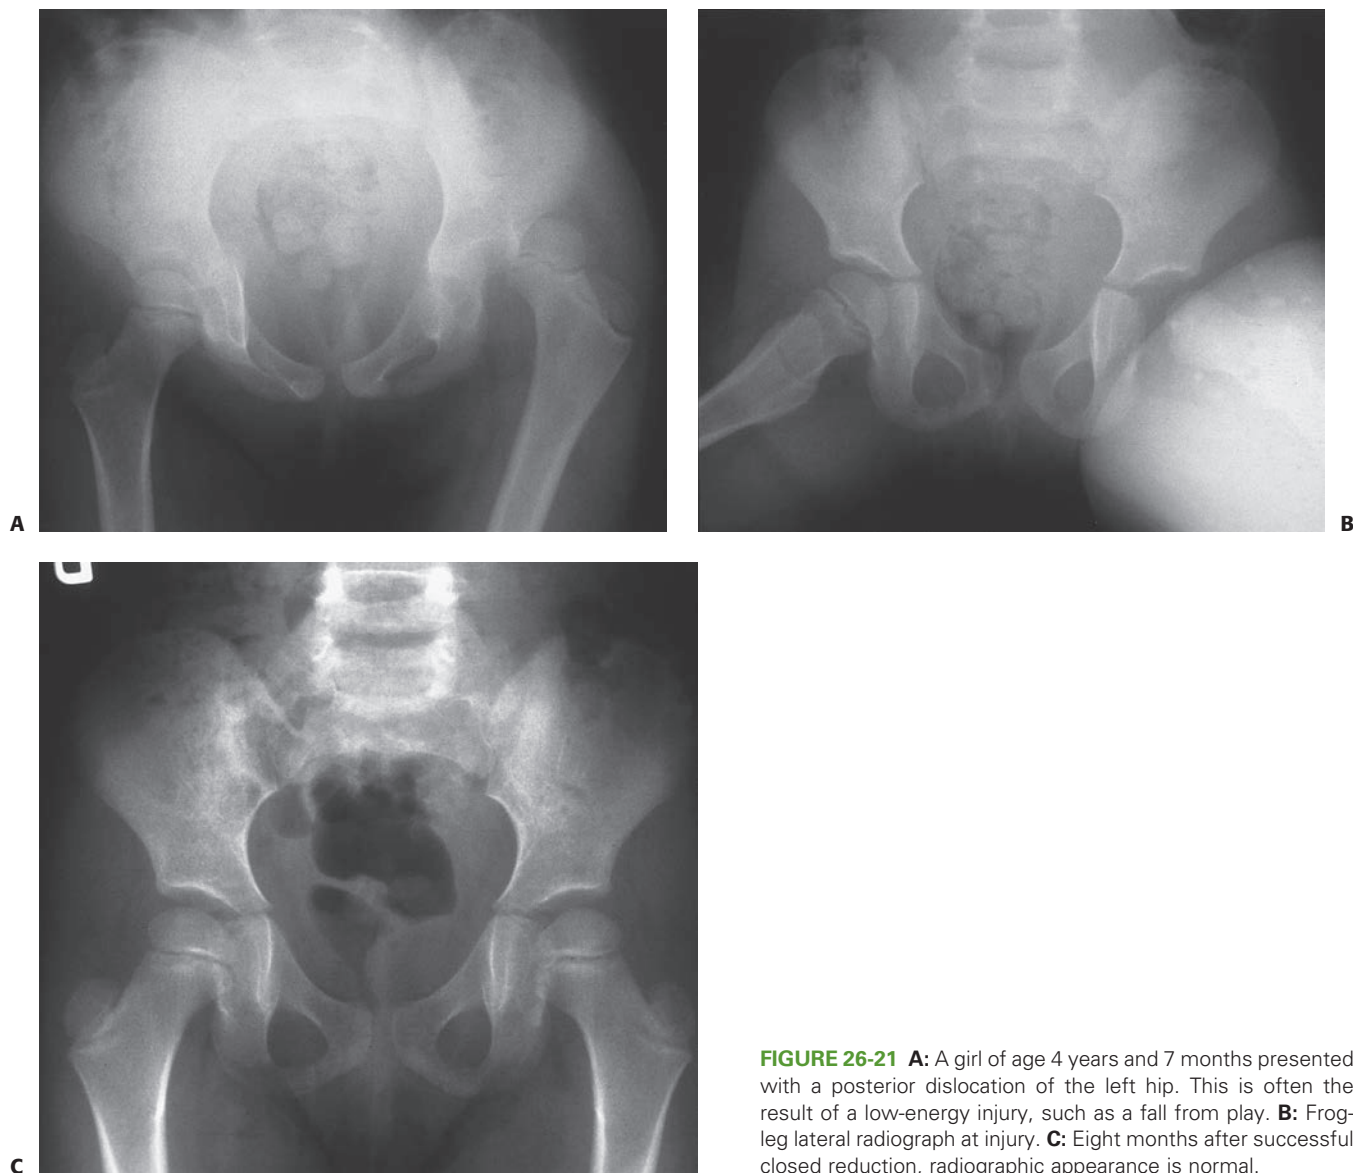 A
B
C
FIGURE 26-21 A: A girl of age 4 years and 7 months presented
with a posterior dislocation of the left hip. This is often the
result of a low-energy injury, such as a fall from play. B: Frog-
leg lateral radiograph at injury. C: Eight months after successful
closed reduction, radiographic appearance is normal.